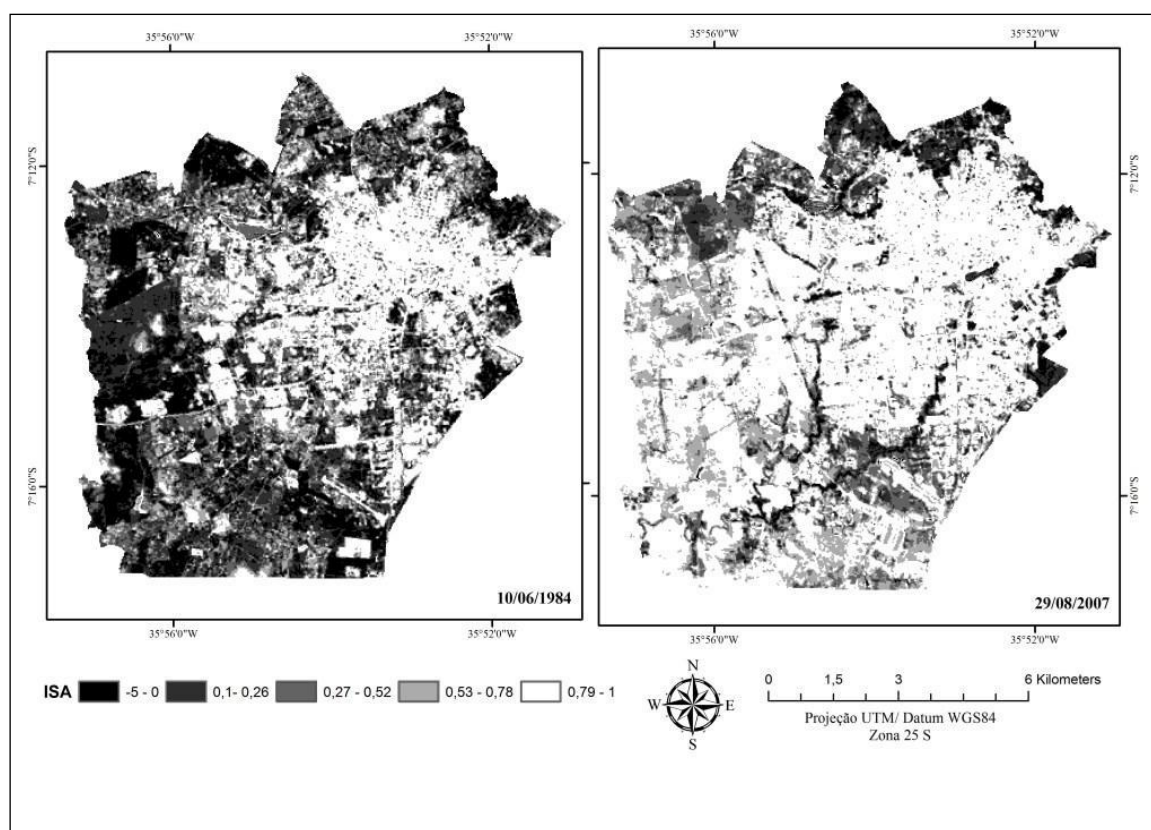 35°56'0"W 35°52'0"W 35°56'0"W 35°52'0"W
7°12'0"S 7°12'0"S
7°16'0"S 7°16'0"S
10/06/1984 29/08/2007
35°56'0"W 35°52'0"W 35°56'0"W 35°52'0"W
ISA -5 - 0 0,1- 0,26 0,27 - 0,52 0,53 - 0,78 0,79 - 1
N
W E
S
0 1,5 3 6 Kilometers
Projeção UTM/ Datum WGS84
Zona 25 S